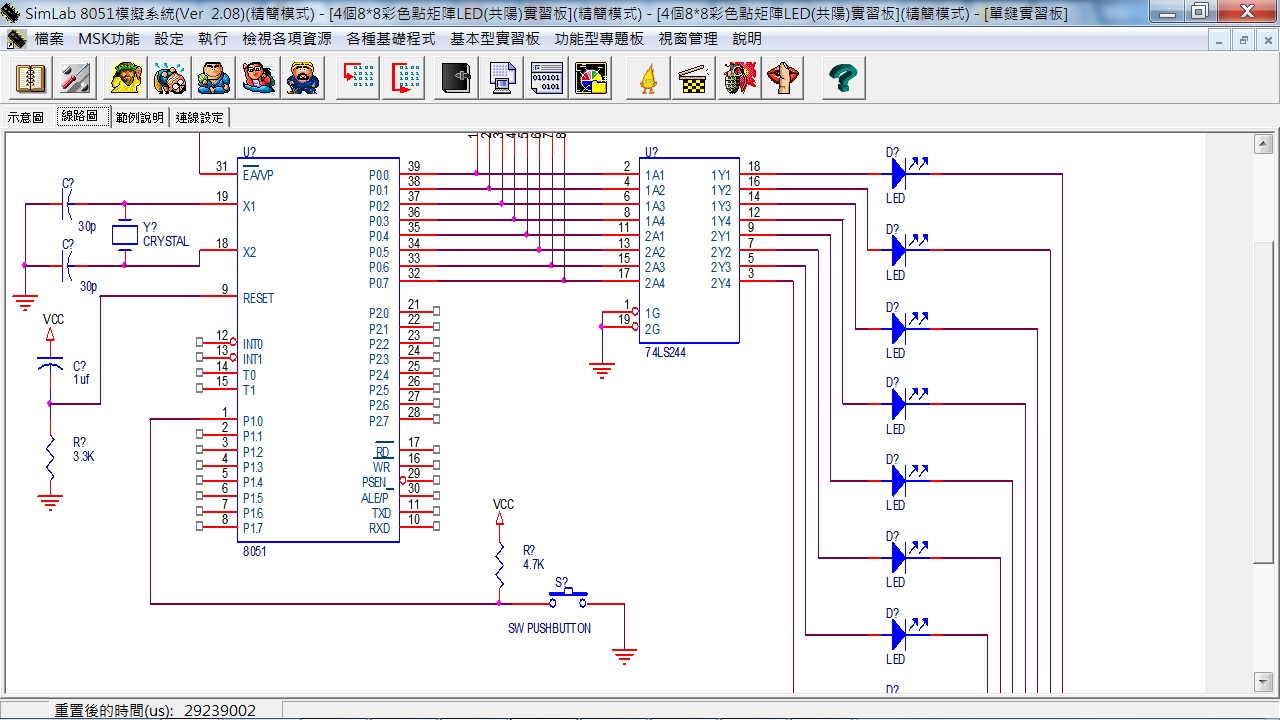 SimLab 8051模擬系統(Ver 2.08)(精簡模式) - [4個8*8彩色點矩陣LED(共陽)實習板](精簡模式) - [4個8*8彩色點矩陣LED(共陽)實習板](精簡模式) - [單鍵實習板]
檔案 MSK功能 設定 執行 檢視各項資源 各種基礎程式 基本型實習板 功能型專題板 視窗管理 說明
示意圖 線路圖 範例說明 連線設定
1 2 3 4 5 6 7 8
U? U? D?
31 EA/VP P0.0 39 2 1A1 1Y1 18
P0.1 38 4 1A2 1Y2 16
C? 19 X1 P0.2 37 6 1A3 1Y3 14 LED
30p Y? P0.3 36 8 1A4 1Y4 12
CRYSTAL P0.4 35 11 2A1 2Y1 9 D?
C? 18 X2 P0.5 34 13 2A2 2Y2 7
P0.6 33 15 2A3 2Y3 5
30p P0.7 32 17 2A4 2Y4 3 LED
9 RESET
P2.0 21 1 1G D?
VCC P2.1 22 19 2G
12 INT0 P2.2 23
13 INT1 P2.3 24 74LS244 LED
C? 14 T0 P2.4 25
1uf 15 T1 P2.5 26 D?
P2.6 27
1 P1.0 P2.7 28
2 P1.1 LED
R? 3 P1.2 RD 17
3.3K 4 P1.3 WR 16 D?
5 P1.4 PSEN 29
6 P1.5 ALE/P 30
7 P1.6 TXD 11 LED
8 P1.7 RXD 10
VCC
8051 D?
R?
4.7K
S? LED
D?
SW PUSHBUTTON
LED
D?
重置後的時間(us): 29239002